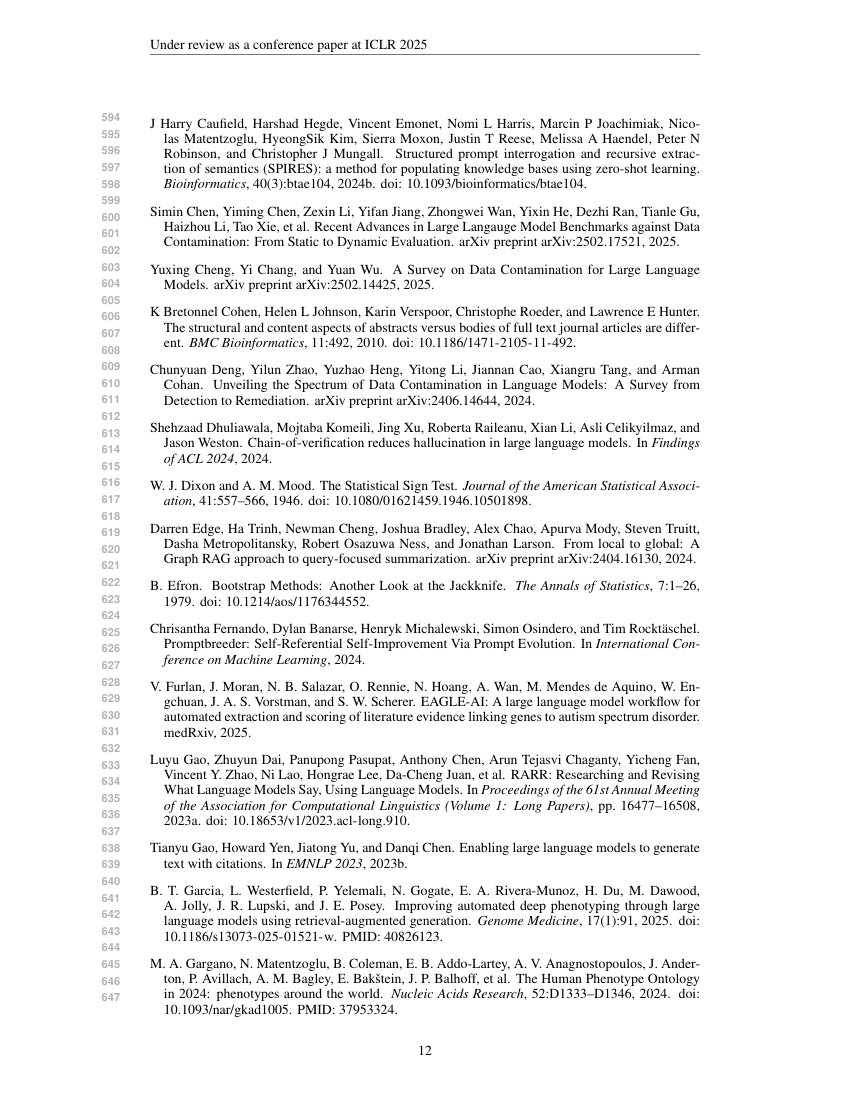 Under review as a conference paper at ICLR 2025
594
595
596
597
598
599
600
601
602
603
604
605
606
607
608
609
610
611
612
613
614
615
616
617
618
619
620
621
622
623
624
625
626
627
628
629
630
631
632
633
634
635
636
637
638
639
640
641
642
643
644
645
646
647
J Harry Caufield, Harshad Hegde, Vincent Emonet, Nomi L Harris, Marcin P Joachimiak, Nico-
las Matentzoglu, HyeongSik Kim, Sierra Moxon, Justin T Reese, Melissa A Haendel, Peter N
Robinson, and Christopher J Mungall. Structured prompt interrogation and recursive extrac-
tion of semantics (SPIRES): a method for populating knowledge bases using zero-shot learning.
Bioinformatics, 40(3):btae104, 2024b. doi: 10.1093/bioinformatics/btae104.
Simin Chen, Yiming Chen, Zexin Li, Yifan Jiang, Zhongwei Wan, Yixin He, Dezhi Ran, Tianle Gu,
Haizhou Li, Tao Xie, et al. Recent Advances in Large Langauge Model Benchmarks against Data
Contamination: From Static to Dynamic Evaluation. arXiv preprint arXiv:2502.17521, 2025.
Yuxing Cheng, Yi Chang, and Yuan Wu. A Survey on Data Contamination for Large Language
Models. arXiv preprint arXiv:2502.14425, 2025.
K Bretonnel Cohen, Helen L Johnson, Karin Verspoor, Christophe Roeder, and Lawrence E Hunter.
The structural and content aspects of abstracts versus bodies of full text journal articles are differ-
ent. BMC Bioinformatics, 11:492, 2010. doi: 10.1186/1471-2105-11-492.
Chunyuan Deng, Yilun Zhao, Yuzhao Heng, Yitong Li, Jiannan Cao, Xiangru Tang, and Arman
Cohan. Unveiling the Spectrum of Data Contamination in Language Models: A Survey from
Detection to Remediation. arXiv preprint arXiv:2406.14644, 2024.
Shehzaad Dhuliawala, Mojtaba Komeili, Jing Xu, Roberta Raileanu, Xian Li, Asli Celikyilmaz, and
Jason Weston. Chain-of-verification reduces hallucination in large language models. In Findings
of ACL 2024, 2024.
W. J. Dixon and A. M. Mood. The Statistical Sign Test. Journal of the American Statistical Associ-
ation, 41:557–566, 1946. doi: 10.1080/01621459.1946.10501898.
Darren Edge, Ha Trinh, Newman Cheng, Joshua Bradley, Alex Chao, Apurva Mody, Steven Truitt,
Dasha Metropolitansky, Robert Osazuwa Ness, and Jonathan Larson. From local to global: A
Graph RAG approach to query-focused summarization. arXiv preprint arXiv:2404.16130, 2024.
B. Efron. Bootstrap Methods: Another Look at the Jackknife. The Annals of Statistics, 7:1–26,
1979. doi: 10.1214/aos/1176344552.
Chrisantha Fernando, Dylan Banarse, Henryk Michalewski, Simon Osindero, and Tim Rocktäschel.
Promptbreeder: Self-Referential Self-Improvement Via Prompt Evolution. In International Con-
ference on Machine Learning, 2024.
V. Furlan, J. Moran, N. B. Salazar, O. Rennie, N. Hoang, A. Wan, M. Mendes de Aquino, W. En-
gchuan, J. A. S. Vorstman, and S. W. Scherer. EAGLE-AI: A large language model workflow for
automated extraction and scoring of literature evidence linking genes to autism spectrum disorder.
medRxiv, 2025.
Luyu Gao, Zhuyun Dai, Panupong Pasupat, Anthony Chen, Arun Tejasvi Chaganty, Yicheng Fan,
Vincent Y. Zhao, Ni Lao, Hongrae Lee, Da-Cheng Juan, et al. RARR: Researching and Revising
What Language Models Say, Using Language Models. In Proceedings of the 61st Annual Meeting
of the Association for Computational Linguistics (Volume 1: Long Papers), pp. 16477–16508,
2023a. doi: 10.18653/v1/2023.acl-long.910.
Tianyu Gao, Howard Yen, Jiatong Yu, and Danqi Chen. Enabling large language models to generate
text with citations. In EMNLP 2023, 2023b.
B. T. Garcia, L. Westerfield, P. Yelemali, N. Gogate, E. A. Rivera-Munoz, H. Du, M. Dawood,
A. Jolly, J. R. Lupski, and J. E. Posey. Improving automated deep phenotyping through large
language models using retrieval-augmented generation. Genome Medicine, 17(1):91, 2025. doi:
10.1186/s13073-025-01521-w. PMID: 40826123.
M. A. Gargano, N. Matentzoglu, B. Coleman, E. B. Addo-Lartey, A. V. Anagnostopoulos, J. Ander-
ton, P. Avillach, A. M. Bagley, E. Bakštein, J. P. Balhoff, et al. The Human Phenotype Ontology
in 2024: phenotypes around the world. Nucleic Acids Research, 52:D1333–D1346, 2024. doi:
10.1093/nar/gkad1005. PMID: 37953324.
12